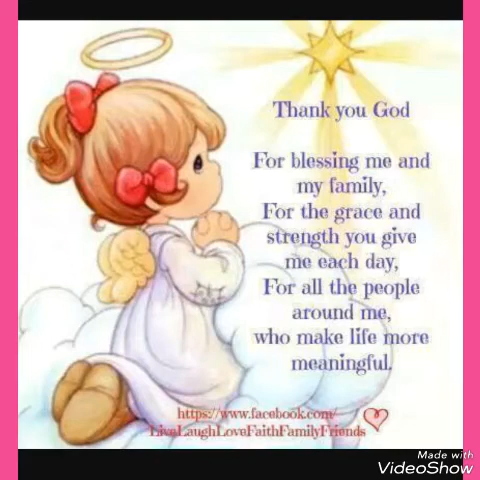 Thank you God
For blessing me and
my family,
For the grace and
strength you give
me each day,
For all the people
around me,
who make life more
meaningful.
https://www.facebook.com/
LiveLaughLoveFaithFamilyFriends
Made with
VideoShow